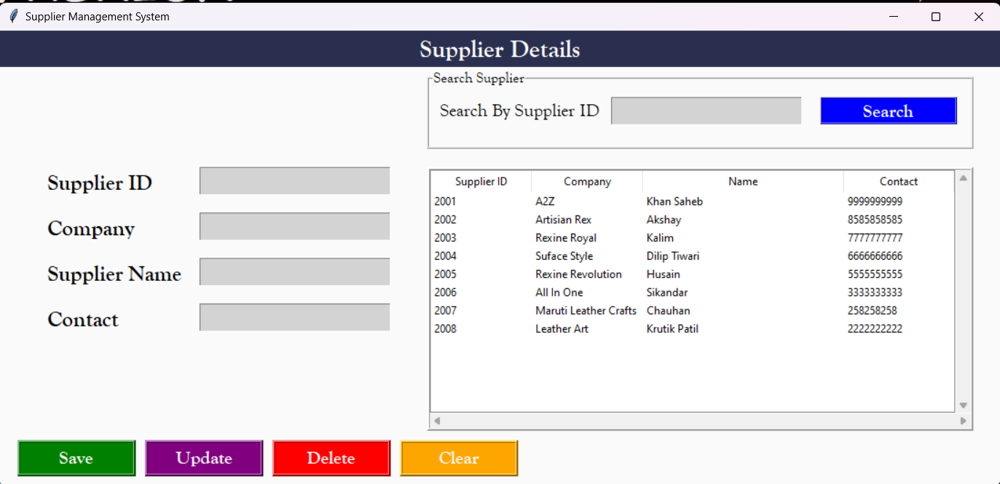 Supplier Management System
Supplier Details
Search Supplier
Search By Supplier ID Search
Supplier ID
Company
Supplier Name
Contact
Supplier ID Company Name Contact
2001 A2Z Khan Saheb 9999999999
2002 Artisian Rex Akshay 8585858585
2003 Rexine Royal Kalim 7777777777
2004 Suface Style Dilip Tiwari 6666666666
2005 Rexine Revolution Husain 5555555555
2006 All In One Sikandar 3333333333
2007 Maruti Leather Crafts Chauhan 258258258
2008 Leather Art Krutik Patil 2222222222
Save Update Delete Clear